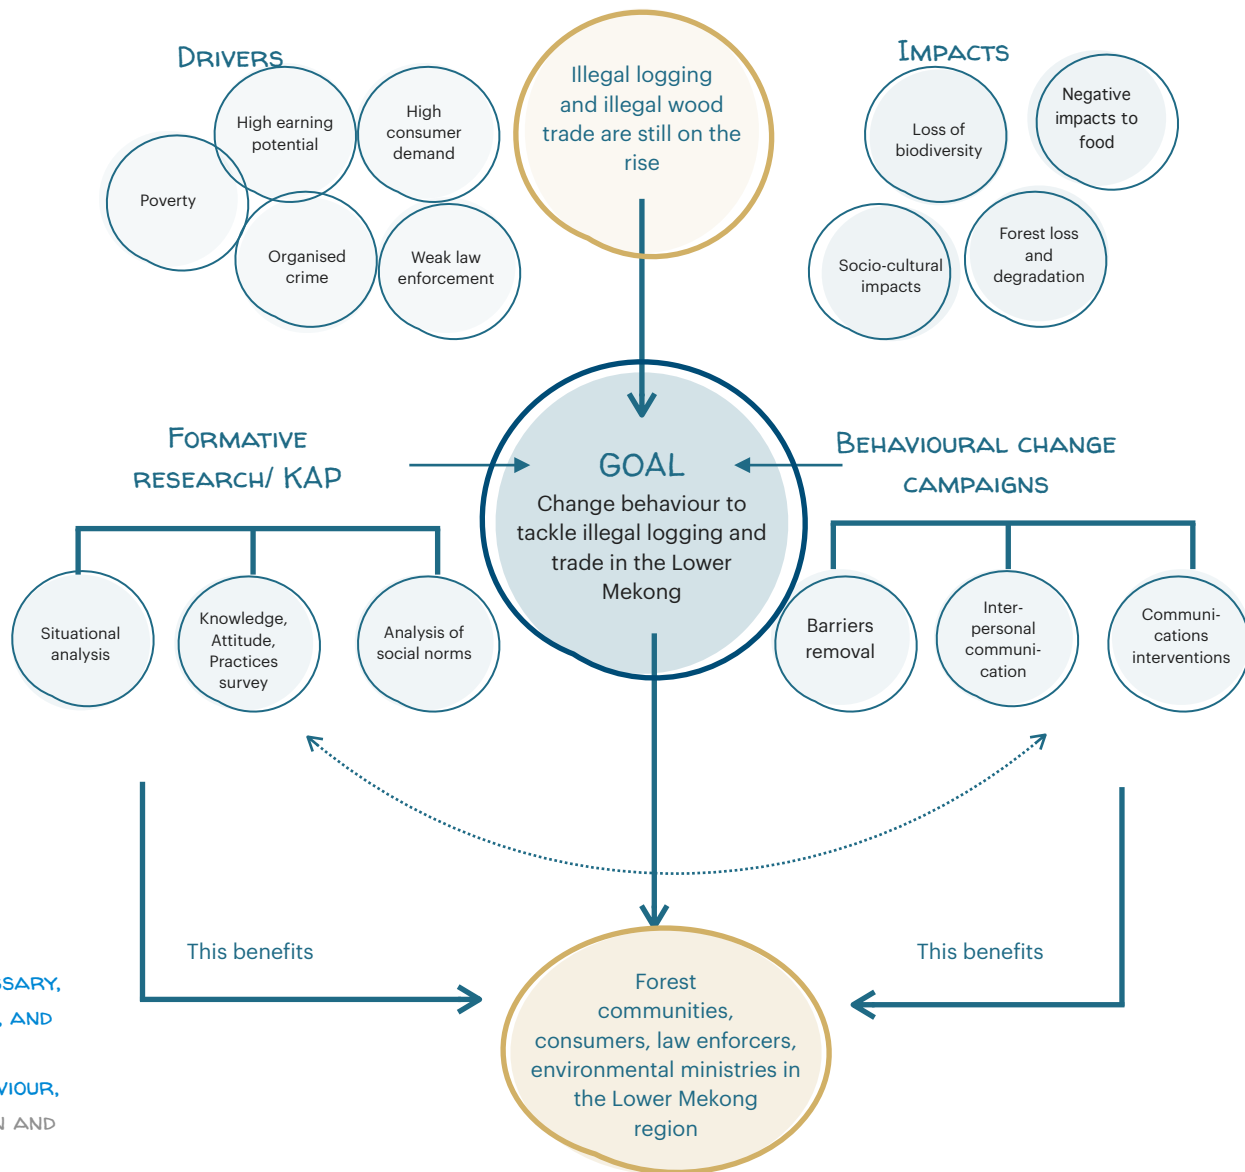 DRIVERS
High earning
potential
High
consumer
demand
Poverty
Organised
crime
Weak law
enforcement
Illegal logging
and illegal wood
trade are still on the
rise
IMPACTS
Loss of
biodiversity
Negative
impacts to
food
Socio-cultural
impacts
Forest loss
and
degradation
FORMATIVE
RESEARCH/ KAP
GOAL
Change behaviour to
tackle illegal logging and
trade in the Lower
Mekong
BEHAVIOURAL CHANGE
CAMPAIGNS
Situational
analysis
Knowledge,
Attitude,
Practices
survey
Analysis of
social norms
Barriers
removal
Inter-
personal
communi-
cation
Communi-
cations
interventions
This benefits
This benefits
Forest
communities,
consumers, law enforcers,
environmental ministries in
the Lower Mekong
region
AND
AND